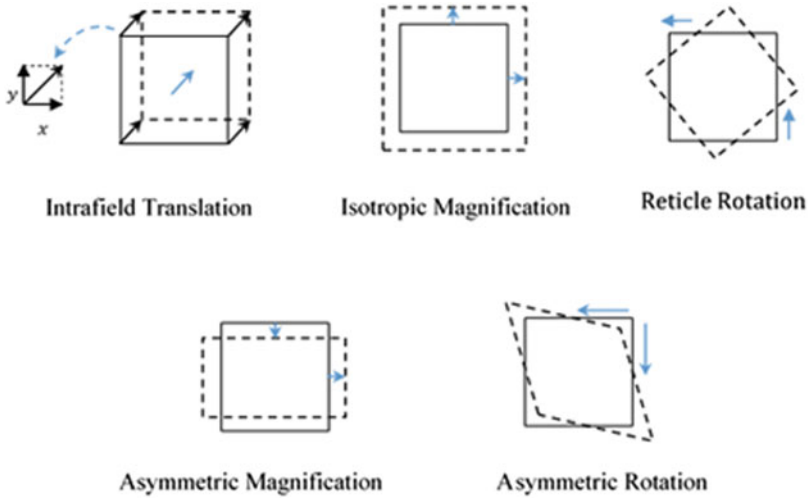 y
x
Intrafield Translation
Isotropic Magnification
Reticle Rotation
Asymmetric Magnification
Asymmetric Rotation